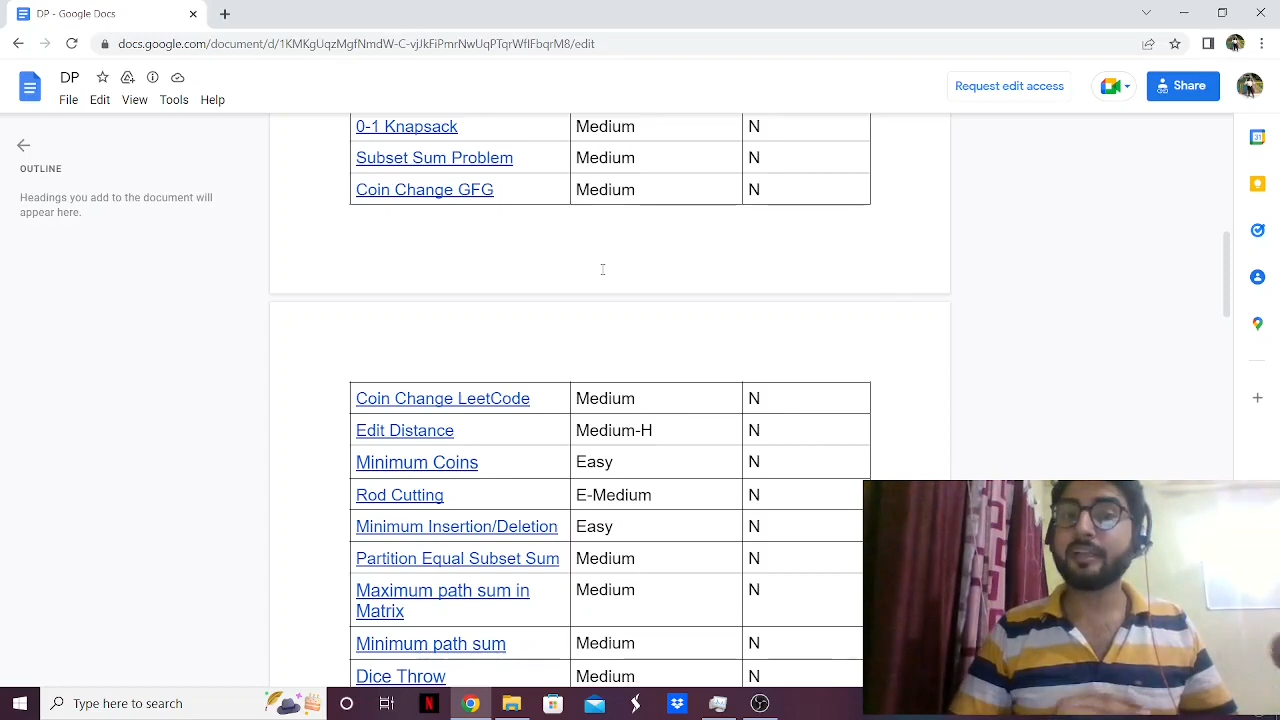 DP - Google Docs
docs.google.com/document/d/1KMKgUqzMgfNmdW-C-vjJkFiPmrNwUqPTqrWftFbqrM8/edit
DP
File Edit View Tools Help
Request edit access
Share
OUTLINE
Headings you add to the document will
appear here.
0-1 Knapsack Medium N
Subset Sum Problem Medium N
Coin Change GFG Medium N
Coin Change LeetCode Medium N
Edit Distance Medium-H N
Minimum Coins Easy N
Rod Cutting E-Medium N
Minimum Insertion/Deletion Easy N
Partition Equal Subset Sum Medium N
Maximum path sum in Medium N
Matrix
Minimum path sum Medium N
Dice Throw Medium N
Type here to search